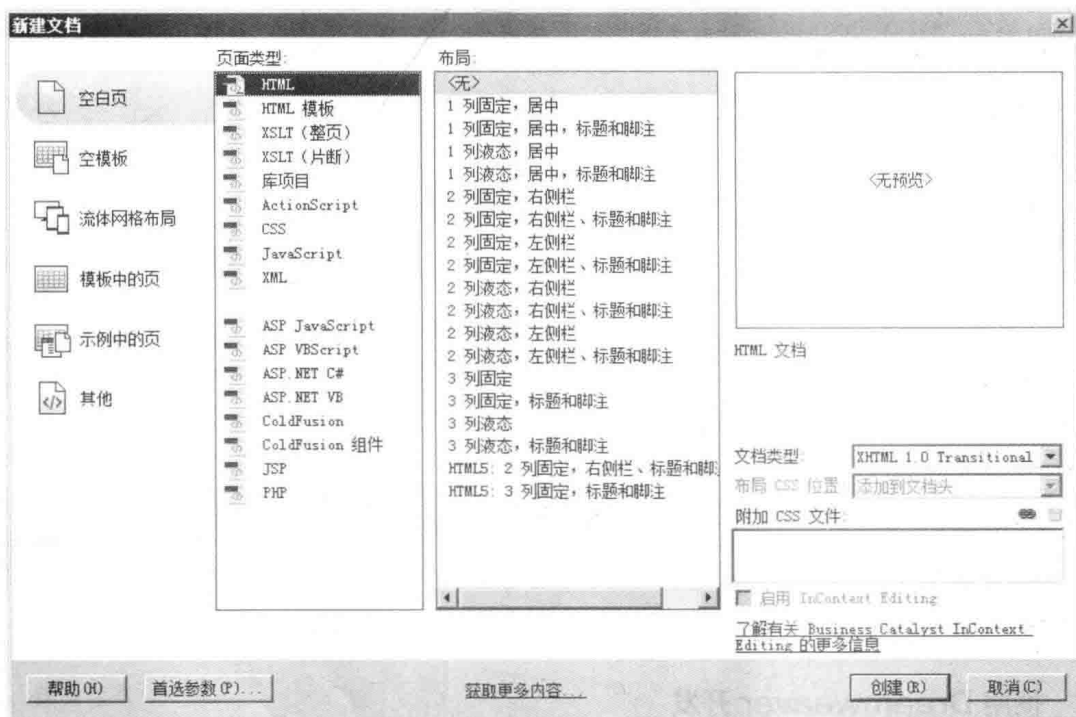 新建文档
空白页
空模板
流体网格布局
模板中的页
示例中的页
其他
页面类型:
HTML
HTML 模板
XSLT（整页）
XSLT（片断）
库项目
ActionScript
CSS
JavaScript
XML
ASP JavaScript
ASP VBScript
ASP.NET C#
ASP.NET VB
ColdFusion
ColdFusion 组件
JSP
PHP
布局:
<无>
1 列固定，居中
1 列固定，居中，标题和脚注
1 列液态，居中
1 列液态，居中，标题和脚注
2 列固定，右侧栏
2 列固定，右侧栏、标题和脚注
2 列固定，左侧栏
2 列固定，左侧栏、标题和脚注
2 列液态，右侧栏
2 列液态，右侧栏、标题和脚注
2 列液态，左侧栏
2 列液态，左侧栏、标题和脚注
3 列固定
3 列固定，标题和脚注
3 列液态
3 列液态，标题和脚注
HTML5: 2 列固定，右侧栏、标题和脚注
HTML5: 3 列固定，标题和脚注
<无预览>
HTML 文档
文档类型: XHTML 1.0 Transitional
布局 CSS 位置: 添加到文档头
附加 CSS 文件:
启用 InContext Editing
了解有关 Business Catalyst InContext
Editing 的更多信息
帮助(H) 首选参数(P)... 获取更多内容... 创建(R) 取消(C)